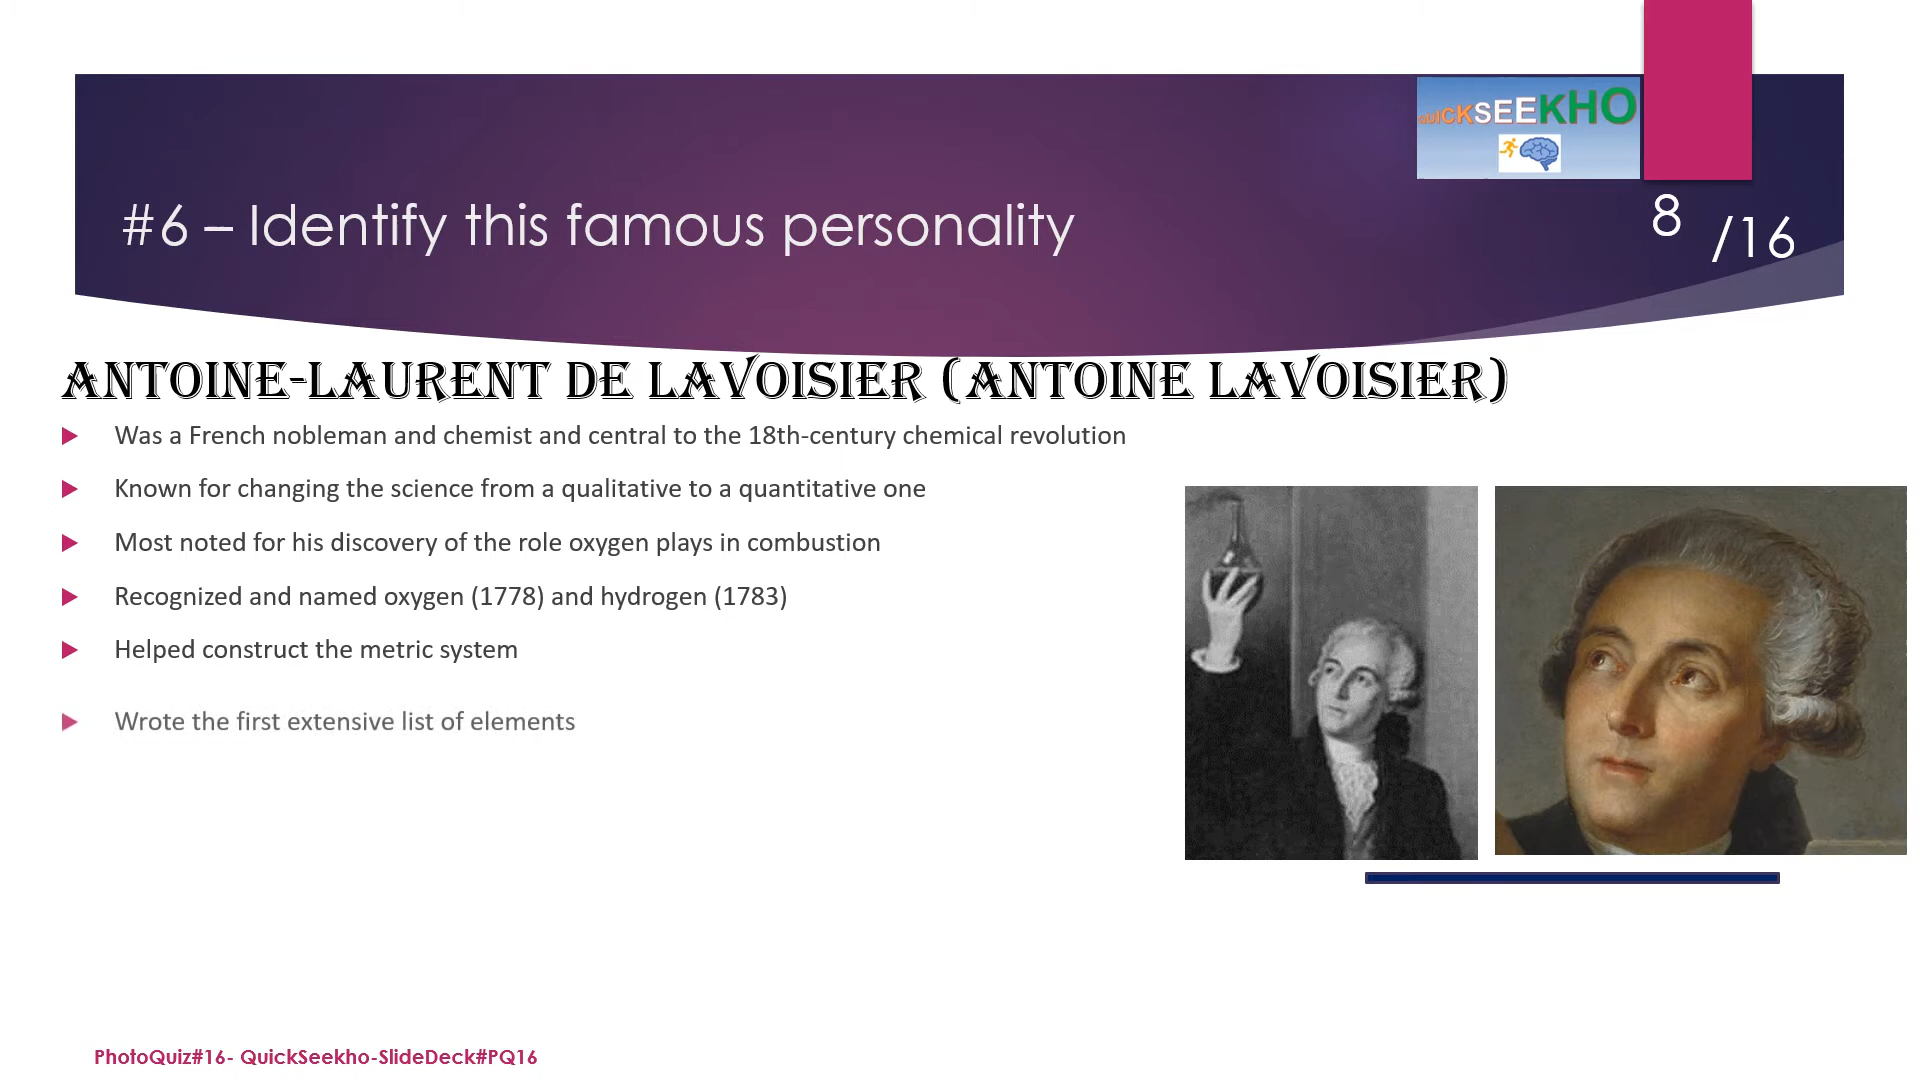 QUICKSEEKHO
#6 – Identify this famous personality
8 /16
ANTOINE-LAURENT DE LAVOISIER (ANTOINE LAVOISIER)
Was a French nobleman and chemist and central to the 18th-century chemical revolution
Known for changing the science from a qualitative to a quantitative one
Most noted for his discovery of the role oxygen plays in combustion
Recognized and named oxygen (1778) and hydrogen (1783)
Helped construct the metric system
Wrote the first extensive list of elements
PhotoQuiz#16- QuickSeekho-SlideDeck#PQ16